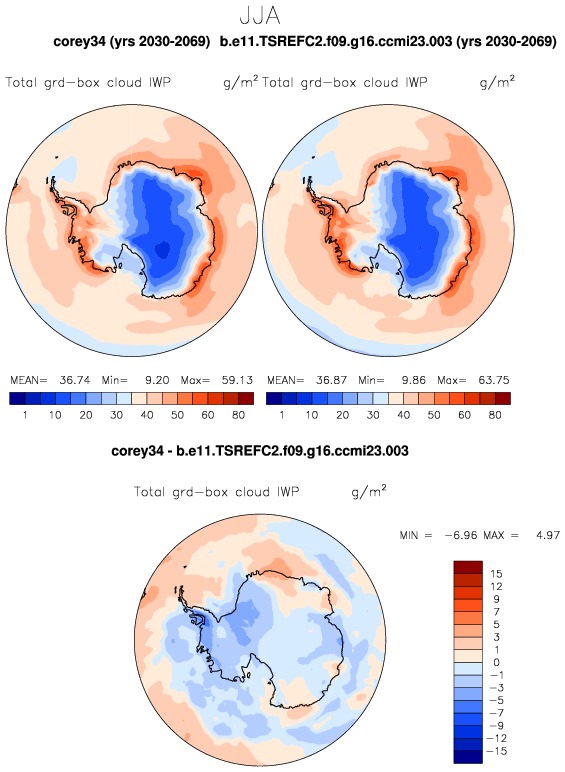 JJA
corey34 (yrs 2030-2069) b.e11.TSREFC2.f09.g16.ccmi23.003 (yrs 2030-2069)
Total grd-box cloud IWP g/m² Total grd-box cloud IWP g/m²
MEAN= 36.74 Min= 9.20 Max= 59.13 MEAN= 36.87 Min= 9.86 Max= 63.75
1 10 20 30 40 50 60 80 1 10 20 30 40 50 60 80
corey34 - b.e11.TSREFC2.f09.g16.ccmi23.003
Total grd-box cloud IWP g/m²
MIN = -6.96 MAX = 4.97
15
12
9
7
5
3
1
0
-1
-3
-5
-7
-9
-12
-15